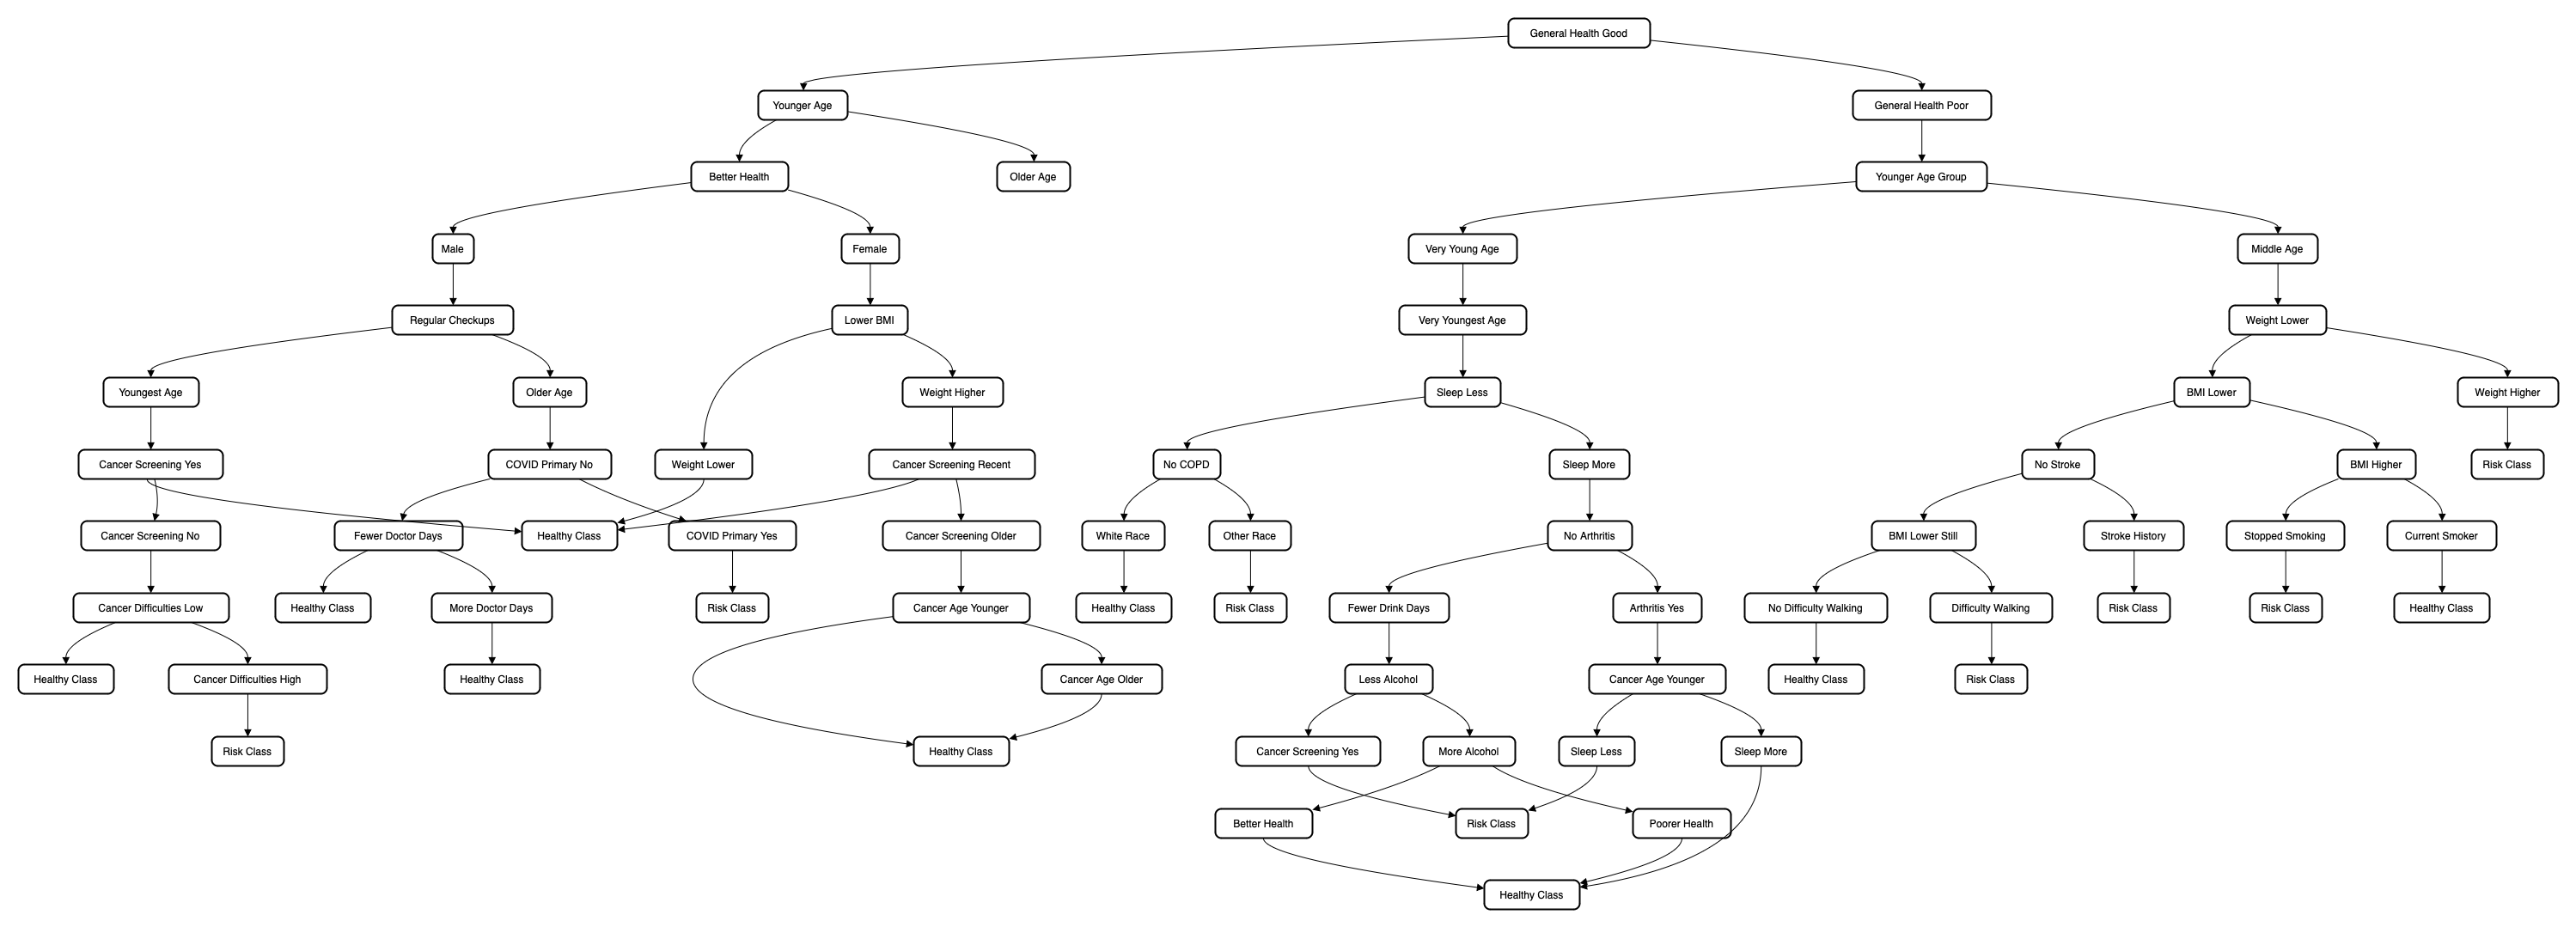 General Health Good
Younger Age
General Health Poor
Better Health
Older Age
Younger Age Group
Male
Female
Very Young Age
Middle Age
Regular Checkups
Lower BMI
Very Youngest Age
Weight Lower
Youngest Age
Older Age
Weight Higher
Sleep Less
BMI Lower
Weight Higher
Cancer Screening Yes
COVID Primary No
Weight Lower
Cancer Screening Recent
No COPD
Sleep More
No Stroke
BMI Higher
Risk Class
Cancer Screening No
Fewer Doctor Days
Healthy Class
COVID Primary Yes
Cancer Screening Older
White Race
Other Race
No Arthritis
BMI Lower Still
Stroke History
Stopped Smoking
Current Smoker
Cancer Difficulties Low
Healthy Class
More Doctor Days
Risk Class
Cancer Age Younger
Healthy Class
Risk Class
Fewer Drink Days
Arthritis Yes
No Difficulty Walking
Difficulty Walking
Risk Class
Risk Class
Healthy Class
Healthy Class
Cancer Difficulties High
Healthy Class
Cancer Age Older
Less Alcohol
Cancer Age Younger
Healthy Class
Risk Class
Risk Class
Healthy Class
Cancer Screening Yes
More Alcohol
Sleep Less
Sleep More
Better Health
Risk Class
Poorer Health
Healthy Class